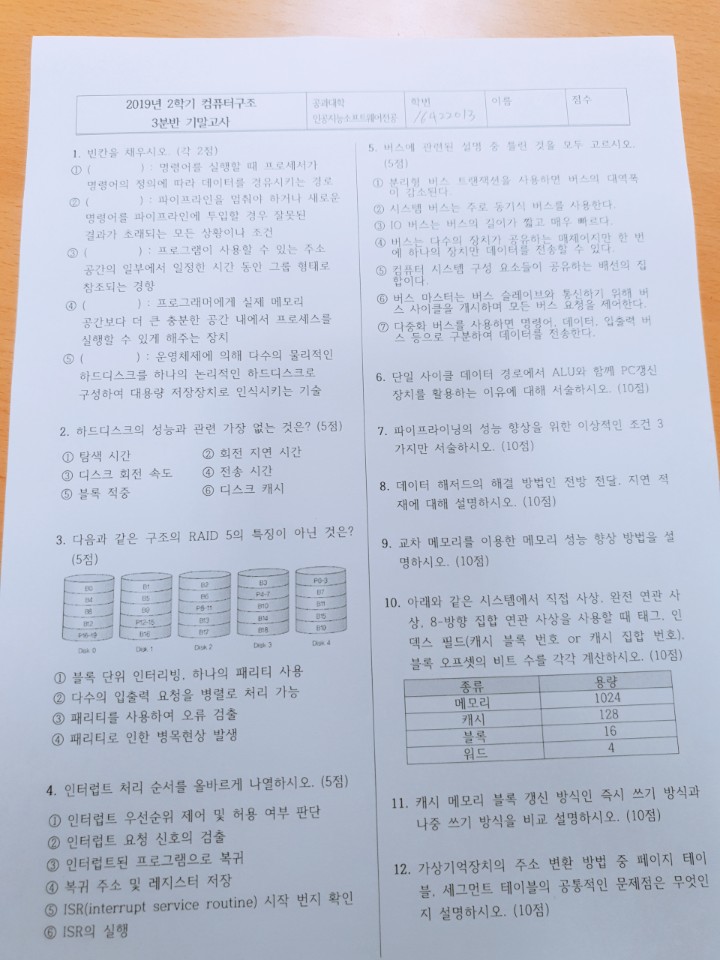 2019년 2학기 컴퓨터구조
3분반 기말고사
공과대학
인공지능소프트웨어전공
학번
16922013
이름
점수
1. 빈칸을 채우시오. (각 2점)
① ( ) : 명령어를 실행할 때 프로세서가
명령어의 정의에 따라 데이터를 경유시키는 경로
② ( ) : 파이프라인을 멈춰야 하거나 새로운
명령어를 파이프라인에 투입할 경우 잘못된
결과가 초래되는 모든 상황이나 조건
③ ( ) : 프로그램이 사용할 수 있는 주소
공간의 일부에서 일정한 시간 동안 그룹 형태로
참조되는 경향
④ ( ) : 프로그래머에게 실제 메모리
공간보다 더 큰 충분한 공간 내에서 프로세스를
실행할 수 있게 해주는 장치
⑤ ( ) : 운영체제에 의해 다수의 물리적인
하드디스크를 하나의 논리적인 하드디스크로
구성하여 대용량 저장장치로 인식시키는 기술
2. 하드디스크의 성능과 관련 가장 없는 것은? (5점)
① 탐색 시간 ② 회전 지연 시간
③ 디스크 회전 속도 ④ 전송 시간
⑤ 블록 적중 ⑥ 디스크 캐시
3. 다음과 같은 구조의 RAID 5의 특징이 아닌 것은?
(5점)
B0 B1 B2 B3 P0-3
B4 B5 B6 P4-7 B7
B8 B9 P8-11 B10 B11
B12 P12-15 B13 B14 B15
P16-19 B16 B17 B18 B19
Disk 0 Disk 1 Disk 2 Disk 3 Disk 4
① 블록 단위 인터리빙, 하나의 패리티 사용
② 다수의 입출력 요청을 병렬로 처리 가능
③ 패리티를 사용하여 오류 검출
④ 패리티로 인한 병목현상 발생
4. 인터럽트 처리 순서를 올바르게 나열하시오. (5점)
① 인터럽트 우선순위 제어 및 허용 여부 판단
② 인터럽트 요청 신호의 검출
③ 인터럽트된 프로그램으로 복귀
④ 복귀 주소 및 레지스터 저장
⑤ ISR(interrupt service routine) 시작 번지 확인
⑥ ISR의 실행
5. 버스에 관련된 설명 중 틀린 것을 모두 고르시오.
(5점)
① 분리형 버스 트랜잭션을 사용하면 버스의 대역폭
이 감소된다.
② 시스템 버스는 주로 동기식 버스를 사용한다.
③ IO 버스는 버스의 길이가 짧고 매우 빠르다.
④ 버스는 다수의 장치가 공유하는 매체이지만 한 번
에 하나의 장치만 데이터를 전송할 수 있다.
⑤ 컴퓨터 시스템 구성 요소들이 공유하는 배선의 집
합이다.
⑥ 버스 마스터는 버스 슬레이브와 통신하기 위해 버
스 사이클을 개시하며 모든 버스 요청을 제어한다.
⑦ 다중화 버스를 사용하면 명령어, 데이터, 입출력 버
스 등으로 구분하여 데이터를 전송한다.
6. 단일 사이클 데이터 경로에서 ALU와 함께 PC갱신
장치를 활용하는 이유에 대해 서술하시오. (10점)
7. 파이프라이닝의 성능 향상을 위한 이상적인 조건 3
가지만 서술하시오. (10점)
8. 데이터 해저드의 해결 방법인 전방 전달, 지연 적
재에 대해 설명하시오. (10점)
9. 교차 메모리를 이용한 메모리 성능 향상 방법을 설
명하시오. (10점)
10. 아래와 같은 시스템에서 직접 사상, 완전 연관 사
상, 8-방향 집합 연관 사상을 사용할 때 태그, 인
덱스 필드(캐시 블록 번호 or 캐시 집합 번호),
블록 오프셋의 비트 수를 각각 계산하시오. (10점)
종류 용량
메모리 1024
캐시 128
블록 16
워드 4
11. 캐시 메모리 블록 갱신 방식인 즉시 쓰기 방식과
나중 쓰기 방식을 비교 설명하시오. (10점)
12. 가상기억장치의 주소 변환 방법 중 페이지 테이
블, 세그먼트 테이블의 공통적인 문제점은 무엇인
지 설명하시오. (10점)